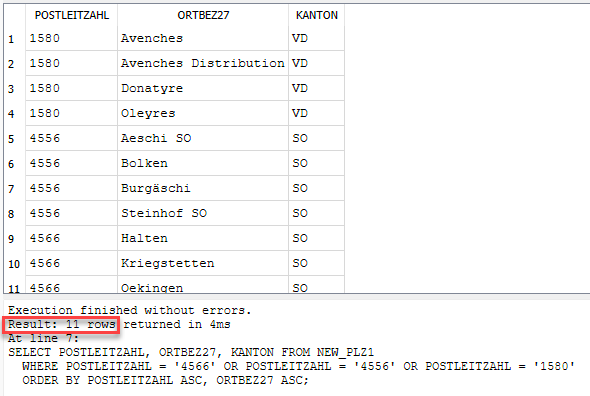 POSTLEITZAHL ORTBEZ27 KANTON
1 1580 Avenches VD
2 1580 Avenches Distribution VD
3 1580 Donatyre VD
4 1580 Oleyres VD
5 4556 Aeschi SO SO
6 4556 Bolken SO
7 4556 Burgäschi SO
8 4556 Steinhof SO SO
9 4566 Halten SO
10 4566 Kriegstetten SO
11 4566 Oekingen SO
Execution finished without errors.
Result: 11 rows returned in 4ms
At line 7:
SELECT POSTLEITZAHL, ORTBEZ27, KANTON FROM NEW_PLZ1
WHERE POSTLEITZAHL = '4566' OR POSTLEITZAHL = '4556' OR POSTLEITZAHL = '1580'
ORDER BY POSTLEITZAHL ASC, ORTBEZ27 ASC;